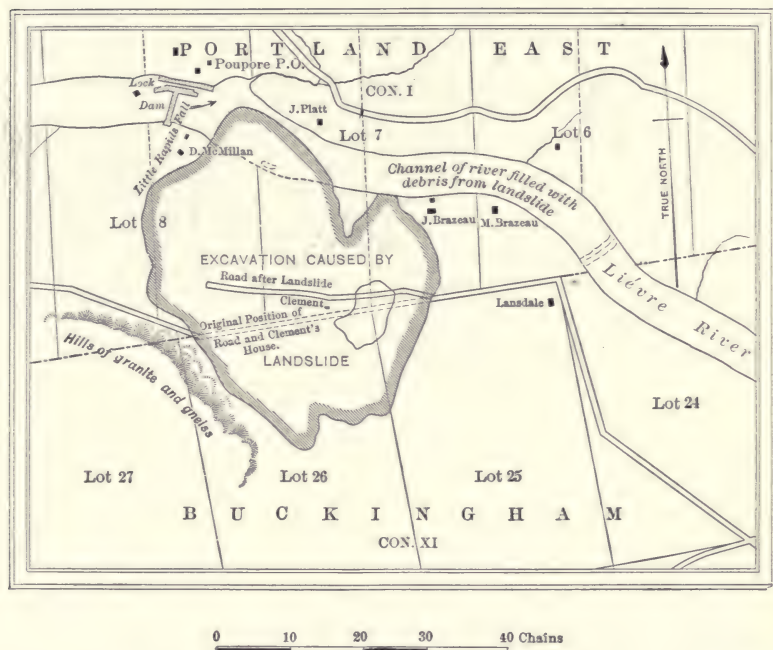 PORTLAND EAST
Poupore P.O.
CON. I
Lock
Dam
J. Platt
Lot 7
Lot 6
Little Rapids Fall
D. McMillan
Channel of river filled with
debris from landslide
TRUE NORTH
Lot 8
J. Brazeau
M. Brazeau
EXCAVATION CAUSED BY
Road after Landslide
Clement
Lansdale
Liévre River
Original Position of
Road and Clement's
House.
LANDSLIDE
Hills of granite and gneiss
Lot 24
Lot 27
Lot 26
Lot 25
BUCKINGHAM
CON. XI
0 10 20 30 40 Chains